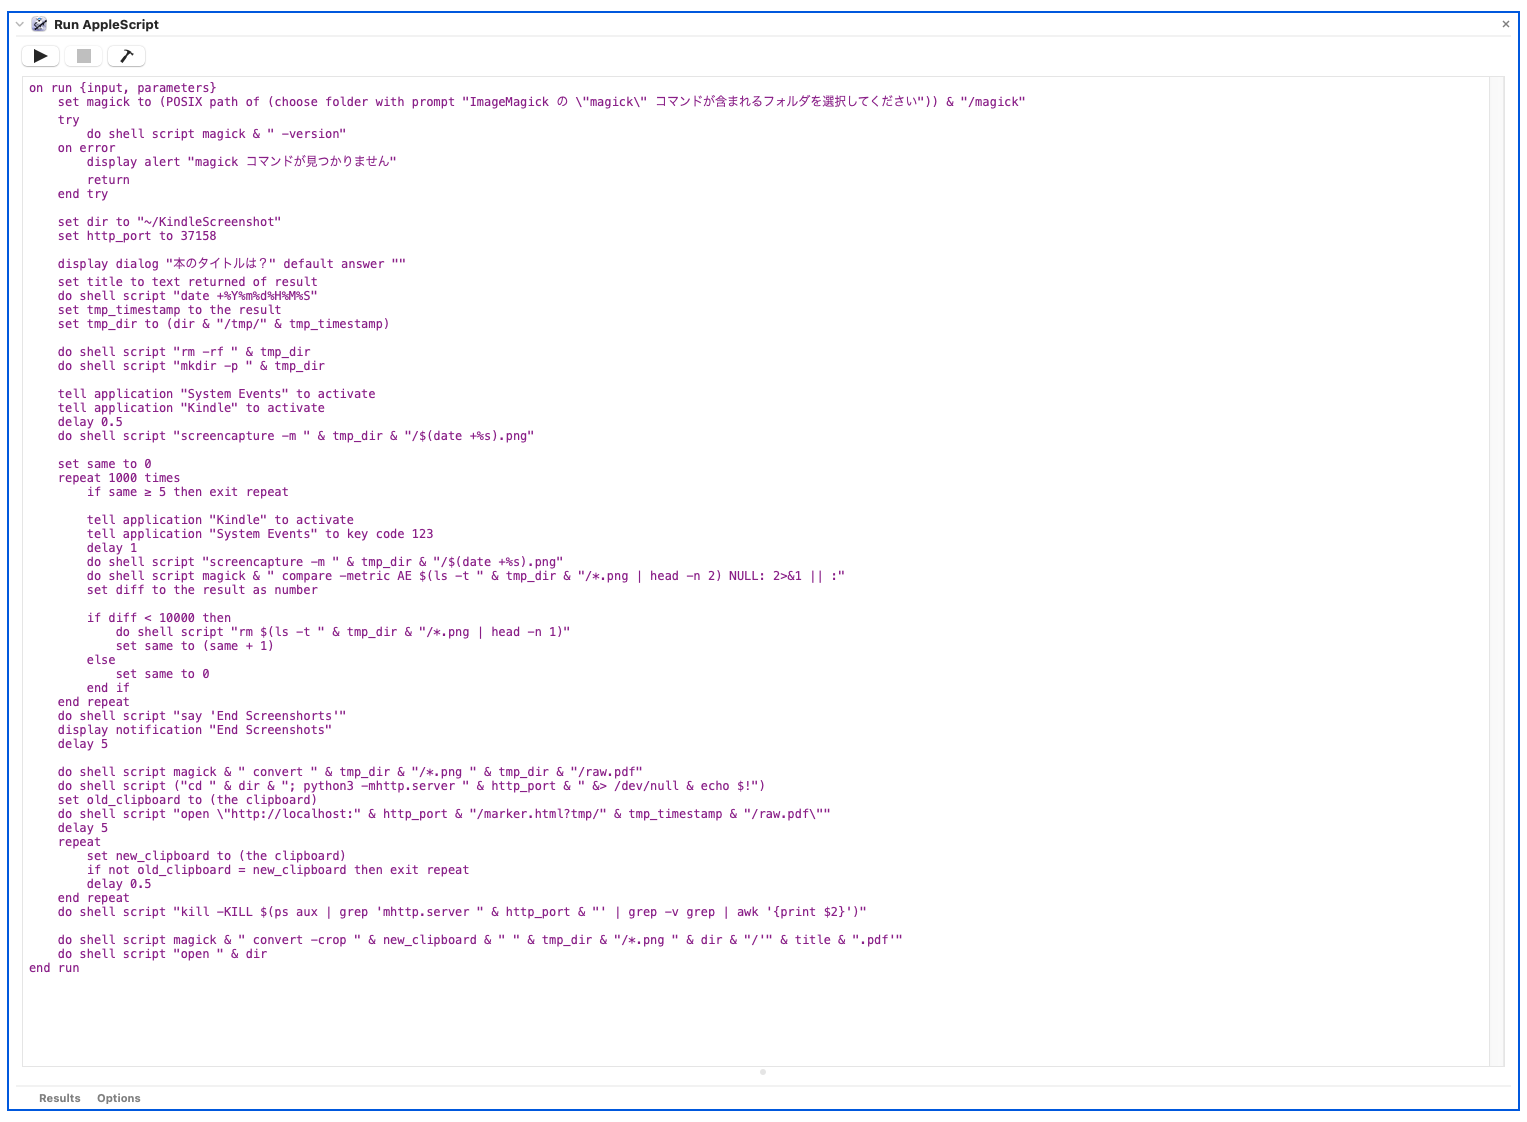 Run AppleScript
on run {input, parameters}
set magick to (POSIX path of (choose folder with prompt "ImageMagick の \"magick\" コマンドが含まれるフォルダを選択してください")) & "/magick"
try
do shell script magick & " -version"
on error
display alert "magick コマンドが見つかりません"
return
end try
set dir to "~/KindleScreenshot"
set http_port to 37158
display dialog "本のタイトルは？" default answer ""
set title to text returned of result
do shell script "date +%Y%m%d%H%M%S"
set tmp_timestamp to the result
set tmp_dir to (dir & "/tmp/" & tmp_timestamp)
do shell script "rm -rf " & tmp_dir
do shell script "mkdir -p " & tmp_dir
tell application "System Events" to activate
tell application "Kindle" to activate
delay 0.5
do shell script "screencapture -m " & tmp_dir & "/$(date +%s).png"
set same to 0
repeat 1000 times
if same ≥ 5 then exit repeat
tell application "Kindle" to activate
tell application "System Events" to key code 123
delay 1
do shell script "screencapture -m " & tmp_dir & "/$(date +%s).png"
do shell script magick & " compare -metric AE $(ls -t " & tmp_dir & "/*.png | head -n 2) NULL: 2>&1 || :"
set diff to the result as number
if diff < 10000 then
do shell script "rm $(ls -t " & tmp_dir & "/*.png | head -n 1)"
set same to (same + 1)
else
set same to 0
end if
end repeat
do shell script "say 'End Screenshorts'"
display notification "End Screenshots"
delay 5
do shell script magick & " convert " & tmp_dir & "/*.png " & tmp_dir & "/raw.pdf"
do shell script ("cd " & dir & "; python3 -mhttp.server " & http_port & " &> /dev/null & echo $!")
set old_clipboard to (the clipboard)
do shell script "open \"http://localhost:" & http_port & "/marker.html?tmp/" & tmp_timestamp & "/raw.pdf\""
delay 5
repeat
set new_clipboard to (the clipboard)
if not old_clipboard = new_clipboard then exit repeat
delay 0.5
end repeat
do shell script "kill -KILL $(ps aux | grep 'mhttp.server " & http_port & "' | grep -v grep | awk '{print $2}')"
do shell script magick & " convert -crop " & new_clipboard & " " & tmp_dir & "/*.png " & dir & "/'" & title & ".pdf'"
do shell script "open " & dir
end run
Results Options